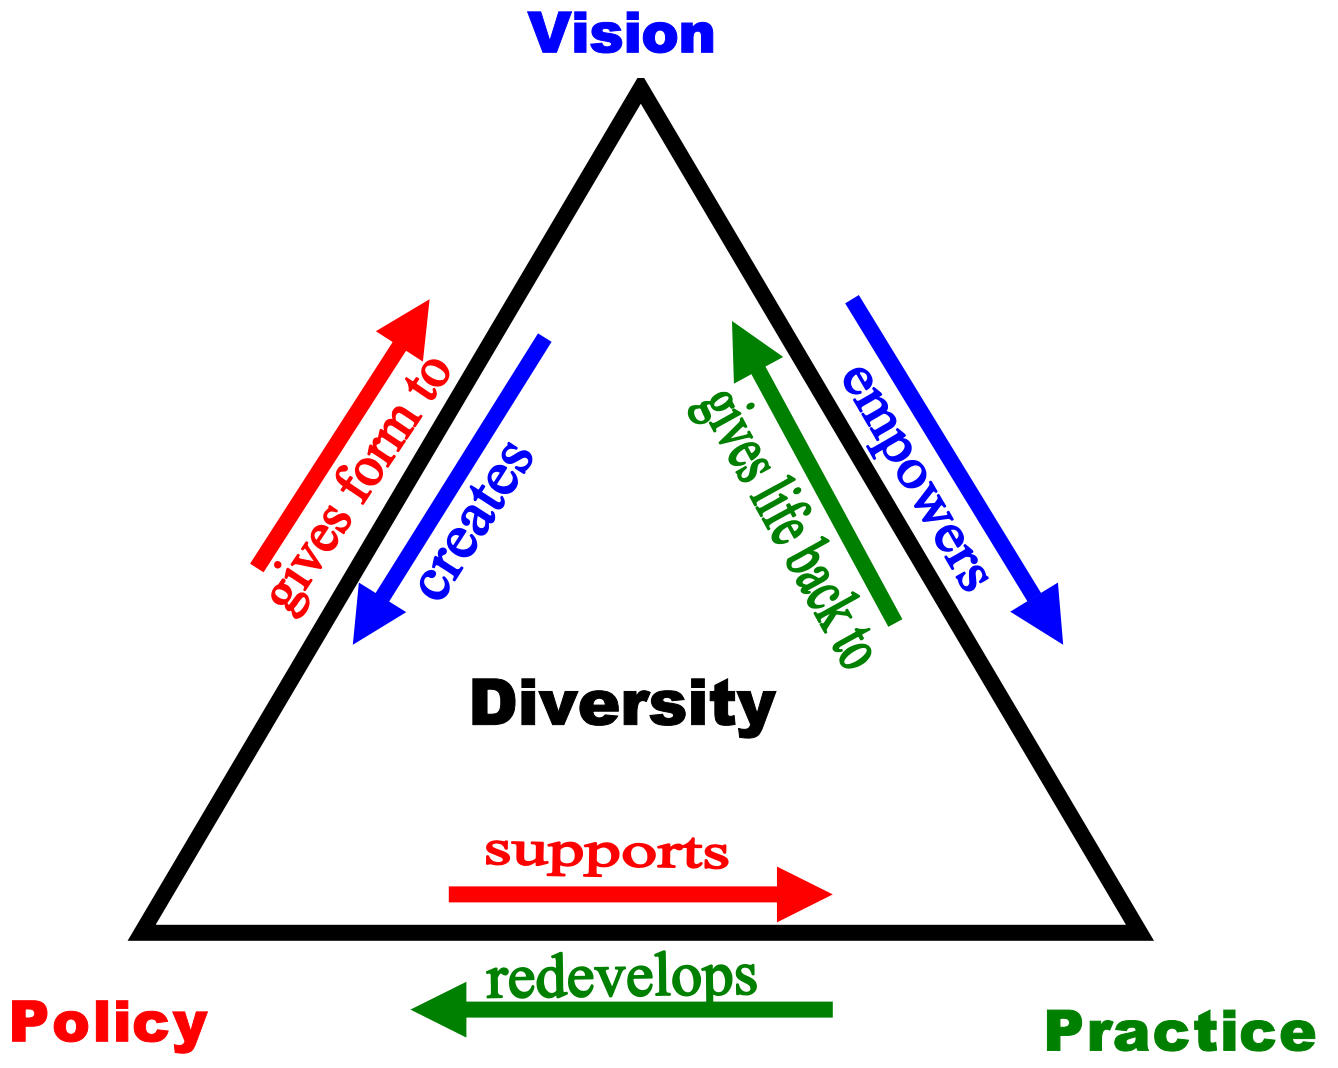 Vision
gives form to
creates
gives life back to
empowers
Diversity
supports
redevelops
Policy
Practice